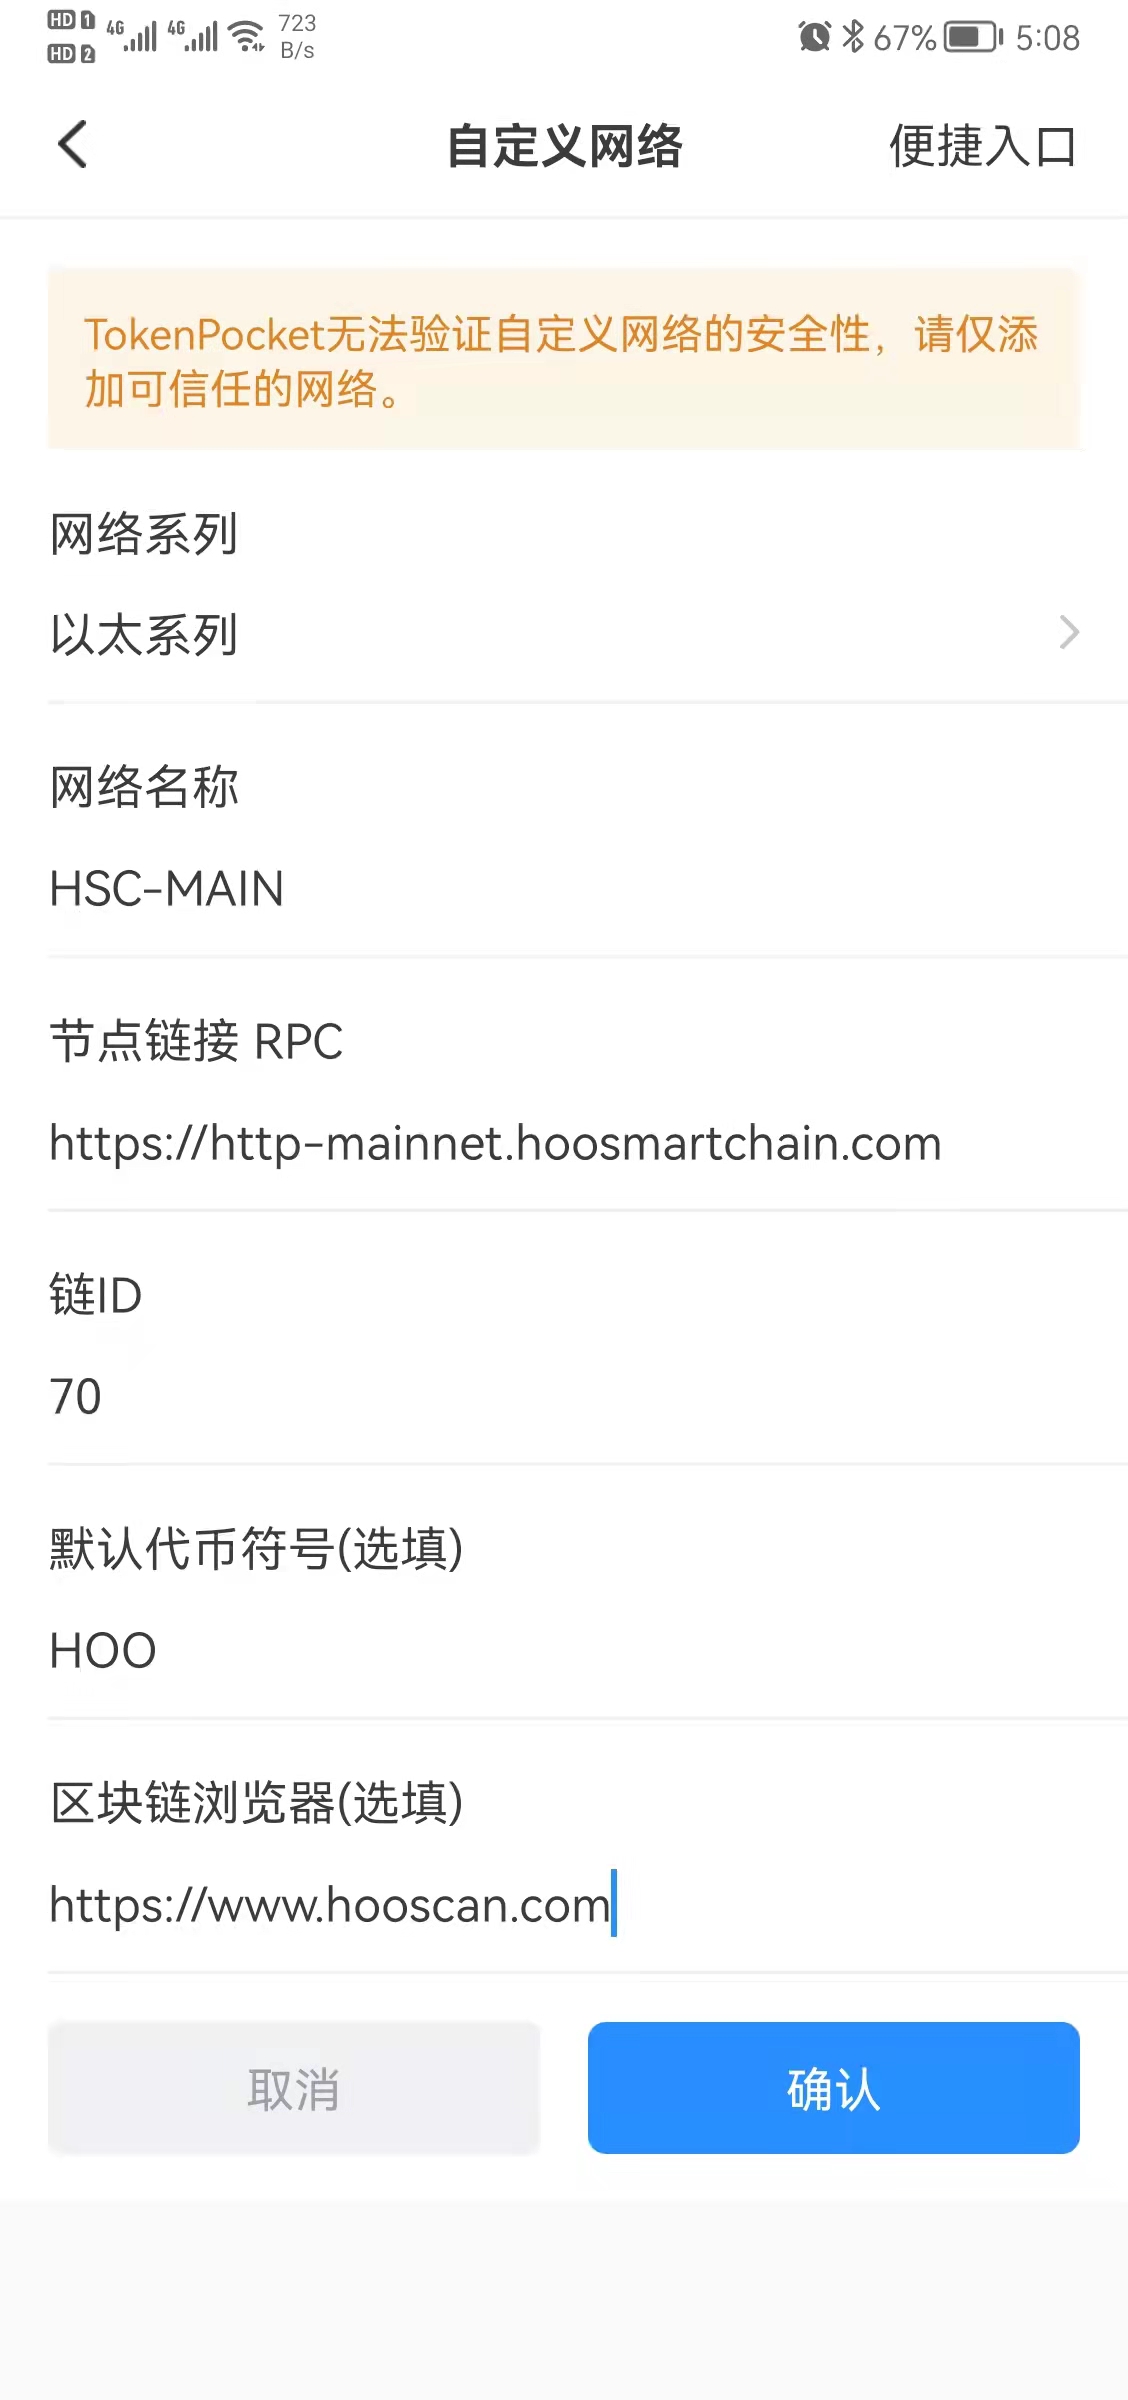 HD 1 4G 4G 723
HD 2 B/s
67% 5:08
自定义网络
便捷入口
TokenPocket无法验证自定义网络的安全性，请仅添
加可信任的网络。
网络系列
以太系列
网络名称
HSC-MAIN
节点链接 RPC
https://http-mainnet.hoosmartchain.com
链ID
70
默认代币符号(选填)
HOO
区块链浏览器(选填)
https://www.hooscan.com
取消
确认